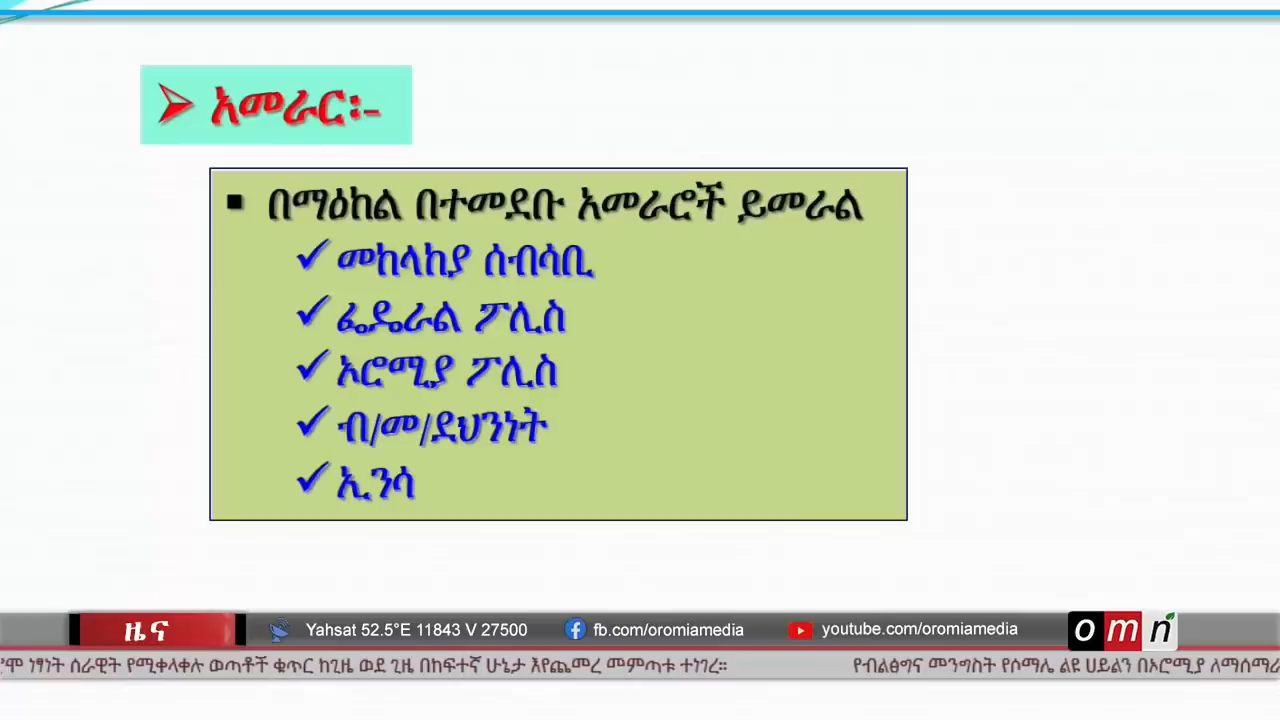 አመራር፡-
በማዕከል በተመደቡ አመራሮች ይመራል
መከላከያ ሰብሳቢ
ፌዴራል ፖሊስ
ኦሮሚያ ፖሊስ
ብ/መ/ደህንነት
ኢንሳ
ዜና
Yahsat 52.5°E 11843 V 27500
fb.com/oromiamedia
youtube.com/oromiamedia
omn
ነፃነት ሰራዊት የሚቀላቀሉ ወጣቶች ቁጥር ከጊዜ ወደ ጊዜ በከፍተኛ ሁኔታ እየጨመረ መምጣቱ ተነገረ። የብልፅግና መንግስት የሶማሌ ልዩ ሀይልን በኦሮሚያ